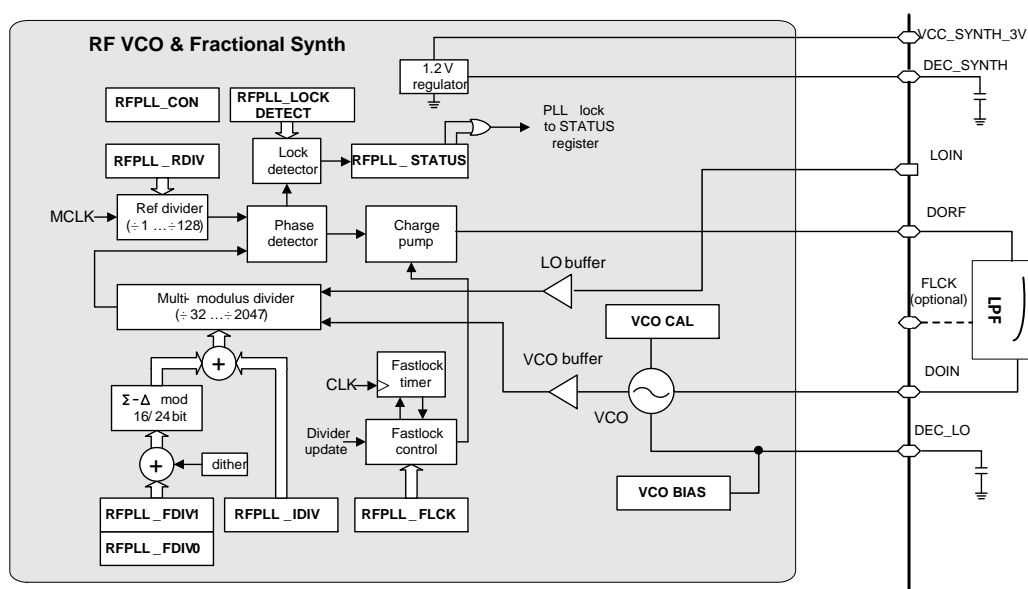 RF VCO & Fractional Synth
VCC_SYNTH_3V
1.2 V
regulator
DEC_SYNTH
RFPLL_CON
RFPLL_LOCK
DETECT
PLL lock
to STATUS
register
RFPLL_RDIV
Lock
detector
RFPLL_STATUS
LOIN
MCLK
Ref divider
(÷1 ...÷128)
Phase
detector
Charge
pump
DORF
LO buffer
FLCK
(optional)
LPF
Multi- modulus divider
(÷32 ...÷2047)
VCO CAL
VCO buffer
Fastlock
timer
CLK
VCO
DOIN
Σ-Δ mod
16/24bit
Divider
update
Fastlock
control
DEC_LO
dither
VCO BIAS
RFPLL_FDIV1
RFPLL_IDIV
RFPLL_FLCK
RFPLL_FDIV0